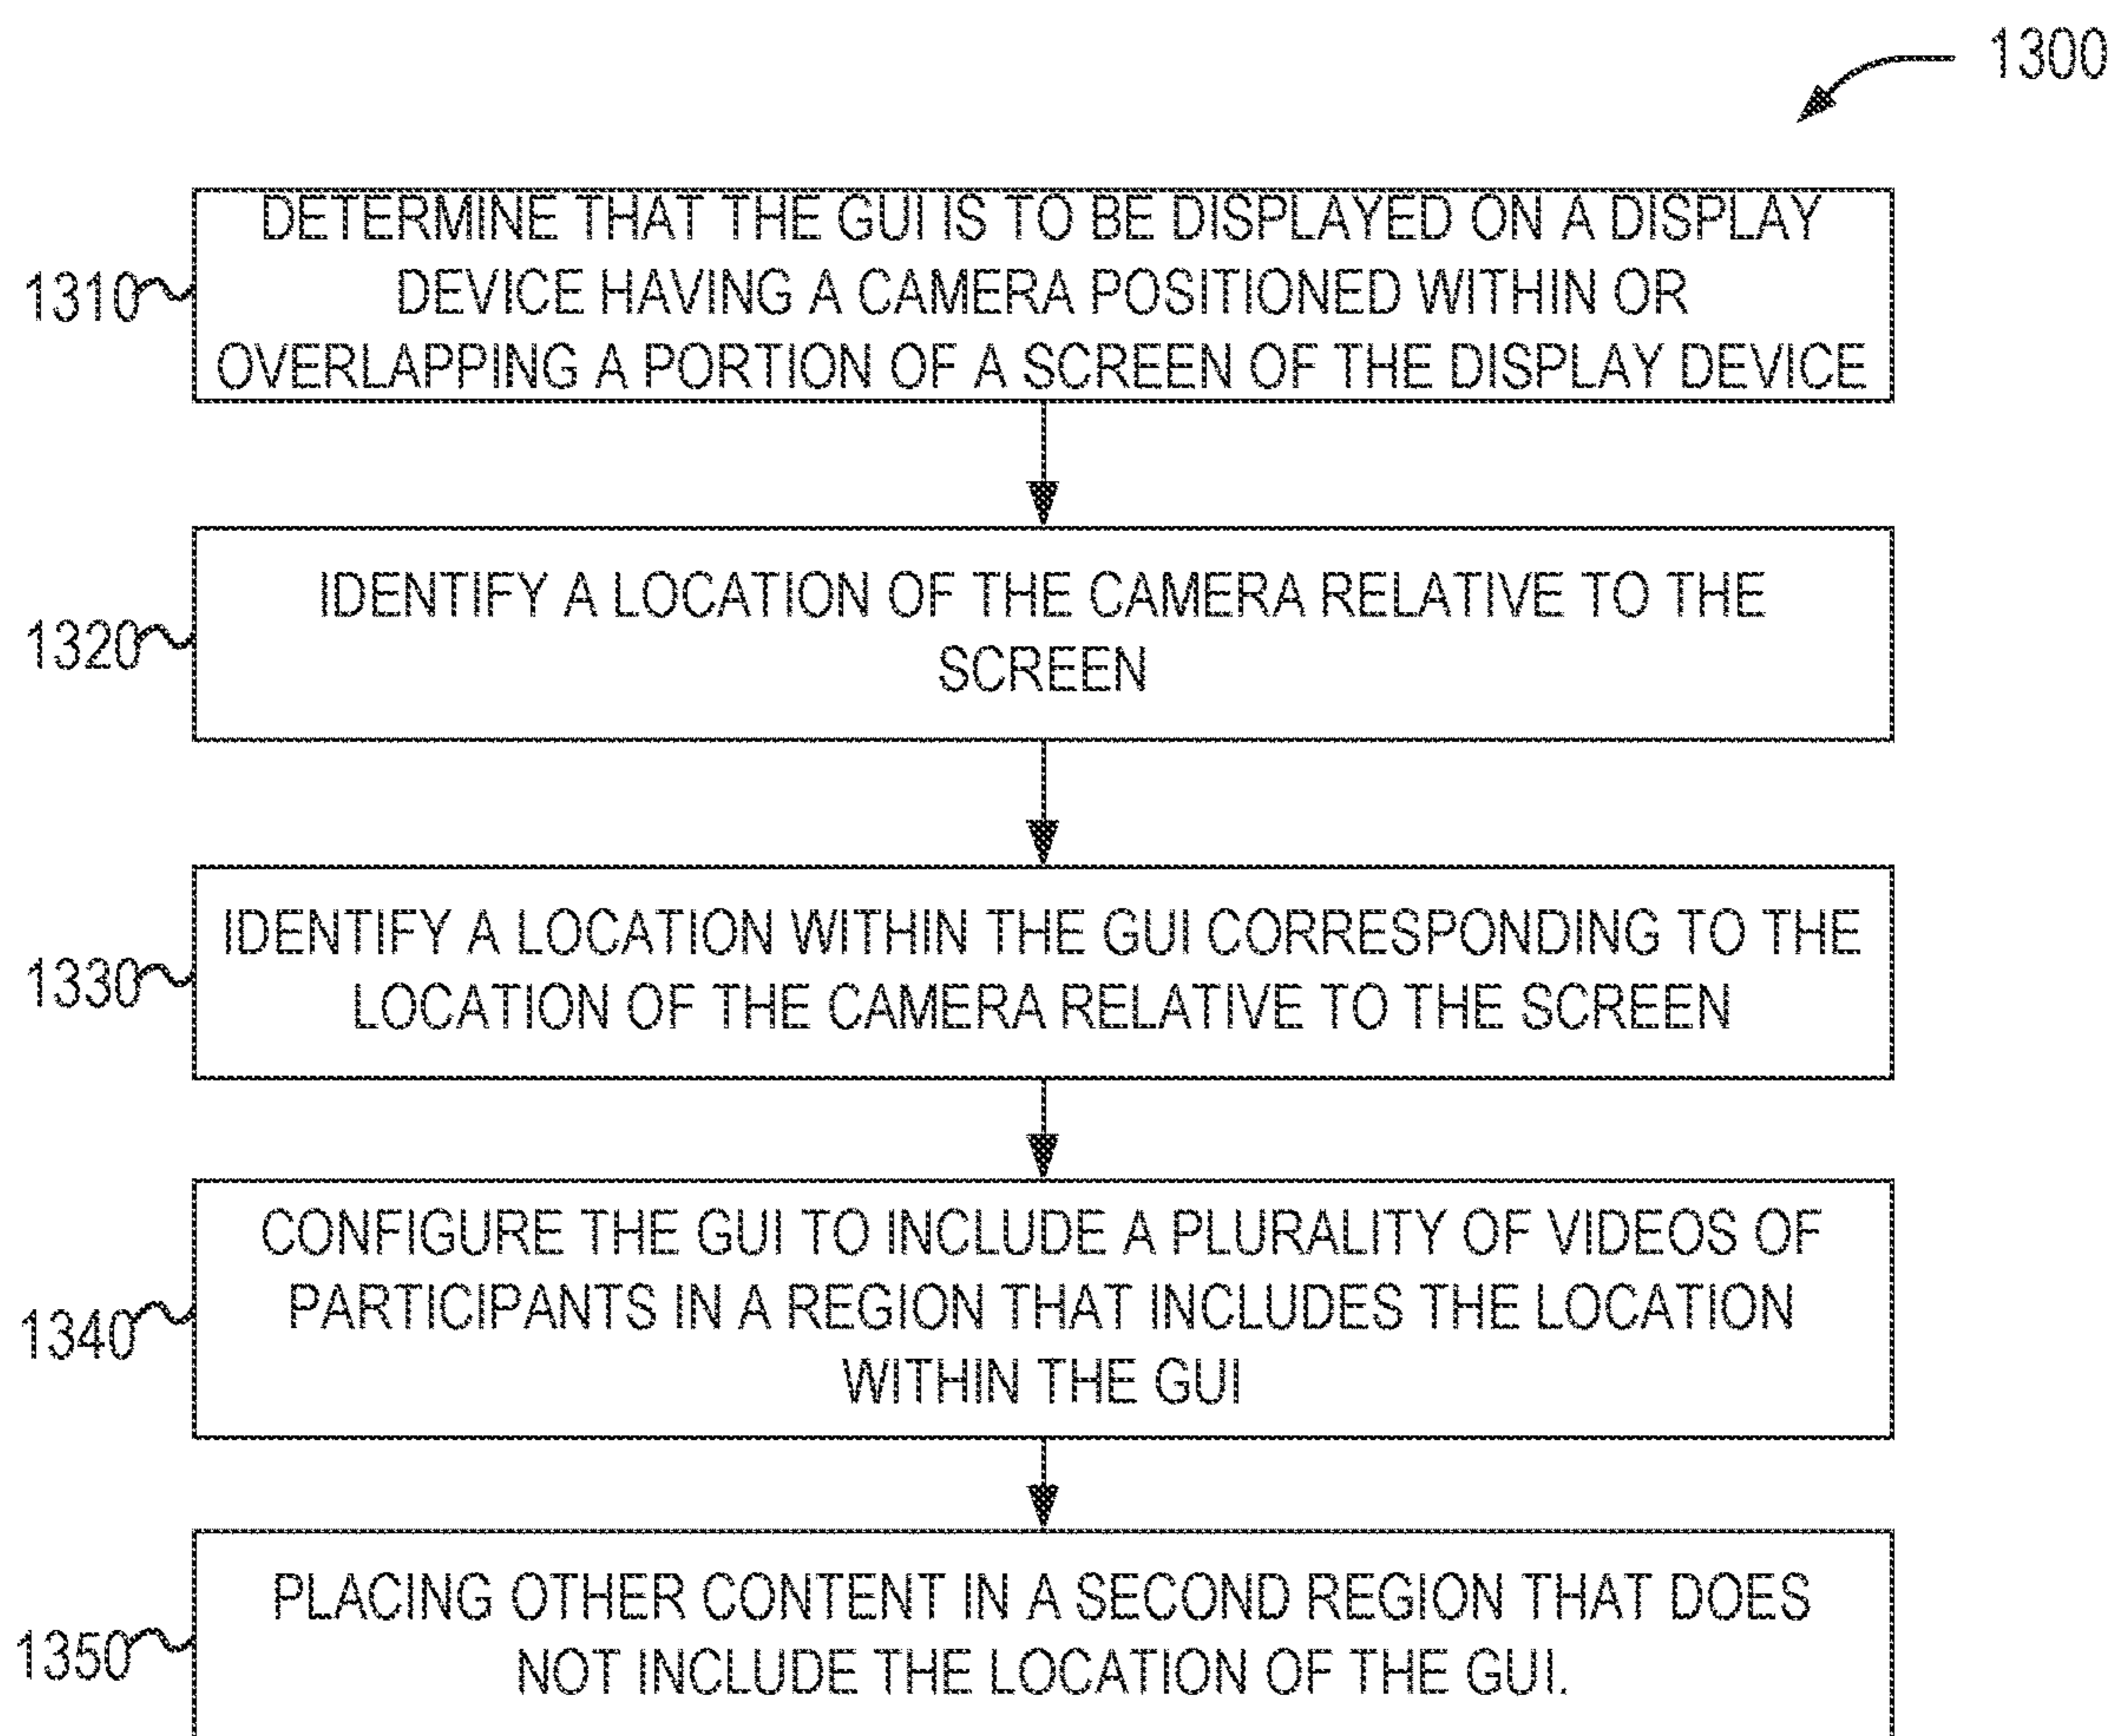 1300
DETERMINE THAT THE GUI IS TO BE DISPLAYED ON A DISPLAY
DEVICE HAVING A CAMERA POSITIONED WITHIN OR
OVERLAPPING A PORTION OF A SCREEN OF THE DISPLAY DEVICE
1310
IDENTIFY A LOCATION OF THE CAMERA RELATIVE TO THE
SCREEN
1320
IDENTIFY A LOCATION WITHIN THE GUI CORRESPONDING TO THE
LOCATION OF THE CAMERA RELATIVE TO THE SCREEN
1330
CONFIGURE THE GUI TO INCLUDE A PLURALITY OF VIDEOS OF
PARTICIPANTS IN A REGION THAT INCLUDES THE LOCATION
WITHIN THE GUI
1340
PLACING OTHER CONTENT IN A SECOND REGION THAT DOES
NOT INCLUDE THE LOCATION OF THE GUI.
1350